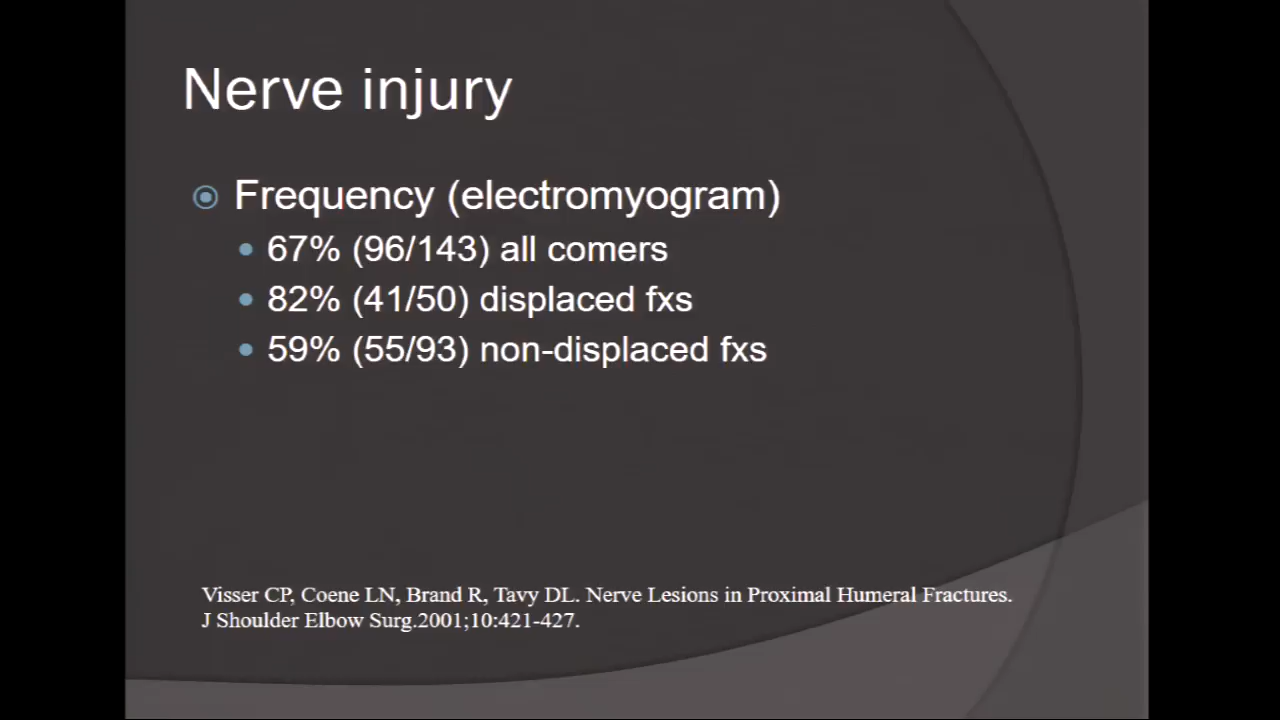 Nerve injury
Frequency (electromyogram)
67% (96/143) all comers
82% (41/50) displaced fxs
59% (55/93) non-displaced fxs
Visser CP, Coene LN, Brand R, Tavy DL. Nerve Lesions in Proximal Humeral Fractures.
J Shoulder Elbow Surg.2001;10:421-427.